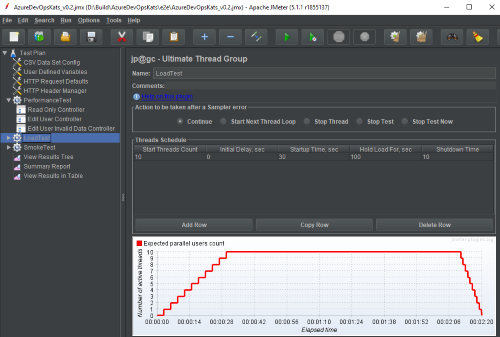 AzureDevOpsKats_v0.2.jmx (D:\Build\AzureDevOpsKats\e2e\AzureDevOpsKats_v0.2.jmx) - Apache JMeter (5.1.1 r1855137)
File Edit Search Run Options Tools Help
Test Plan
CSV Data Set Config
User Defined Variables
HTTP Request Defaults
HTTP Header Manager
PerformanceTest
Read Only Controller
Edit User Controller
Edit User Invalid Data Controller
LoadTest
SmokeTest
View Results Tree
Summary Report
View Results in Table
jp@gc - Ultimate Thread Group
Name: LoadTest
Comments:
Help on this plugin
Action to be taken after a Sampler error
Continue Start Next Thread Loop Stop Thread Stop Test Stop Test Now
Threads Schedule
Start Threads Count Initial Delay, sec Startup Time, sec Hold Load For, sec Shutdown Time
10 0 30 100 10
Add Row Copy Row Delete Row
Expected parallel users count
Number of active threads
10
9
8
7
6
5
4
3
2
1
0
00:00:00 00:00:14 00:00:28 00:00:42 00:00:56 00:01:10 00:01:24 00:01:38 00:01:52 00:02:06 00:02:20
Elapsed time